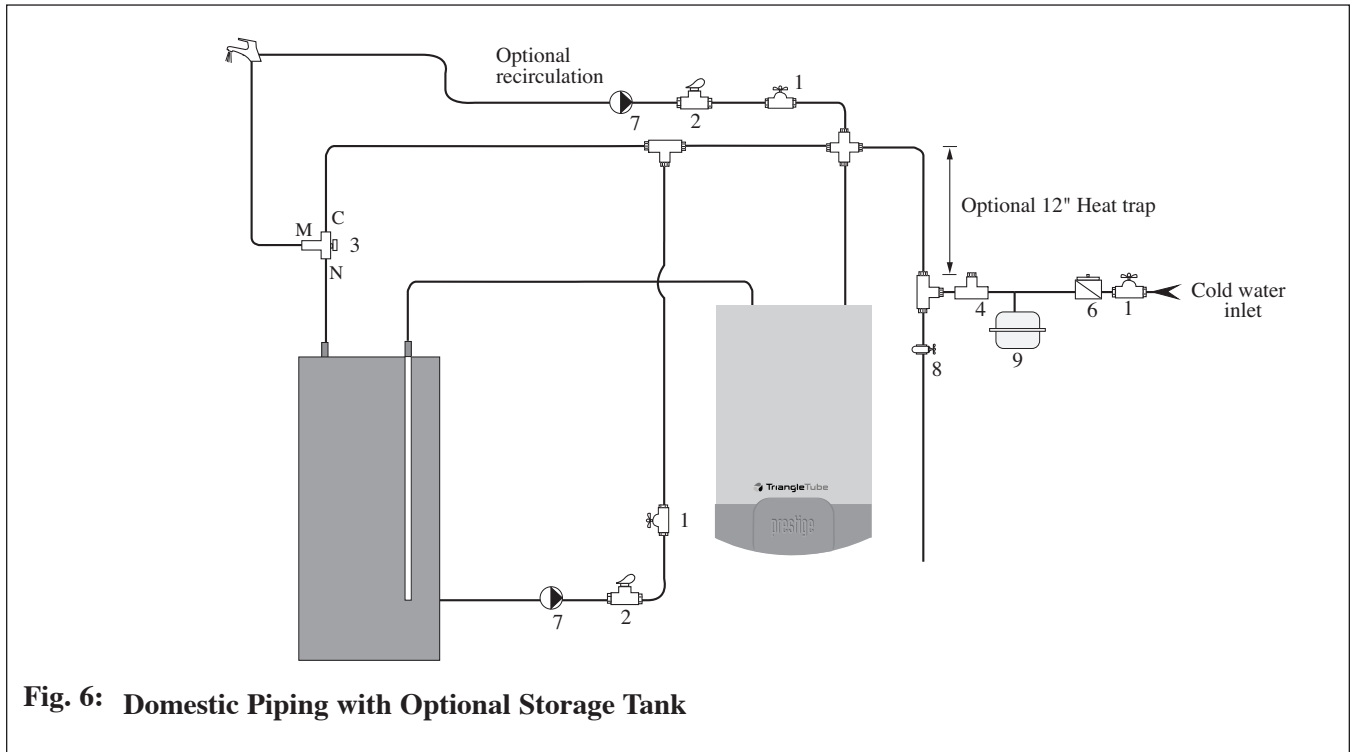 Optional
recirculation
1
7
2
Optional 12" Heat trap
C
M
3
N
Cold water
inlet
4
6
1
9
8
TriangleTube
prestige
1
7
2
Fig. 6: Domestic Piping with Optional Storage Tank